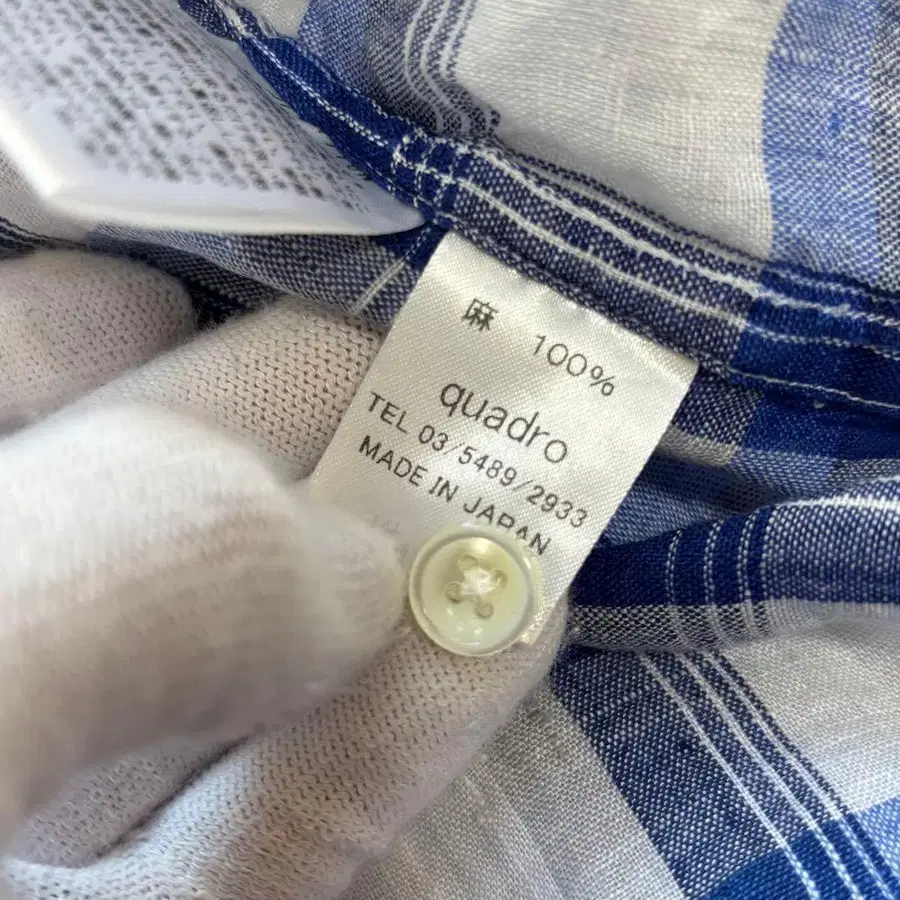 麻 100%
quadro
TEL 03/5489/2933
MADE IN JAPAN